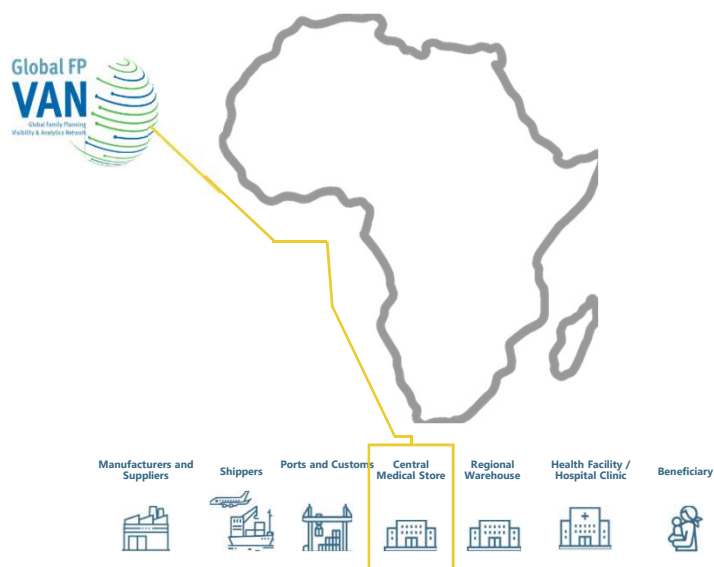 Global FP
VAN
Global Family Planning
Visibility & Analytics Network
Manufacturers and
Suppliers
Shippers
Ports and Customs
Central
Medical Store
Regional
Warehouse
Health Facility /
Hospital Clinic
Beneficiary